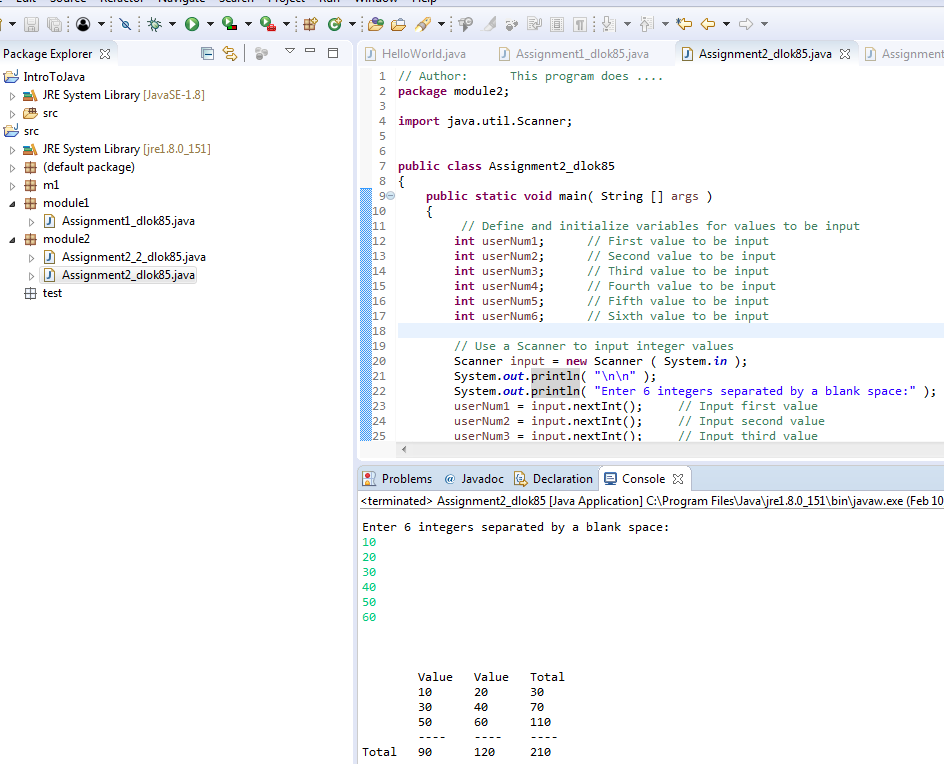 Edit Source Refactor Navigate Search Project Run Window Help
Package Explorer
IntroToJava
JRE System Library [JavaSE-1.8]
src
src
JRE System Library [jre1.8.0_151]
(default package)
m1
module1
Assignment1_dlok85.java
module2
Assignment2_2_dlok85.java
Assignment2_dlok85.java
test
HelloWorld.java Assignment1_dlok85.java Assignment2_dlok85.java Assignment
1 // Author: This program does ....
2 package module2;
3
4 import java.util.Scanner;
5
6
7 public class Assignment2_dlok85
8 {
9 public static void main( String [] args )
10 {
11 // Define and initialize variables for values to be input
12 int userNum1; // First value to be input
13 int userNum2; // Second value to be input
14 int userNum3; // Third value to be input
15 int userNum4; // Fourth value to be input
16 int userNum5; // Fifth value to be input
17 int userNum6; // Sixth value to be input
18
19 // Use a Scanner to input integer values
20 Scanner input = new Scanner ( System.in );
21 System.out.println( "\n\n" );
22 System.out.println( "Enter 6 integers separated by a blank space:" );
23 userNum1 = input.nextInt(); // Input first value
24 userNum2 = input.nextInt(); // Input second value
25 userNum3 = input.nextInt(); // Input third value
Problems @ Javadoc Declaration Console
<terminated> Assignment2_dlok85 [Java Application] C:\Program Files\Java\jre1.8.0_151\bin\javaw.exe (Feb 10
Enter 6 integers separated by a blank space:
10
20
30
40
50
60
Value Value Total
10 20 30
30 40 70
50 60 110
---- ---- ----
Total 90 120 210